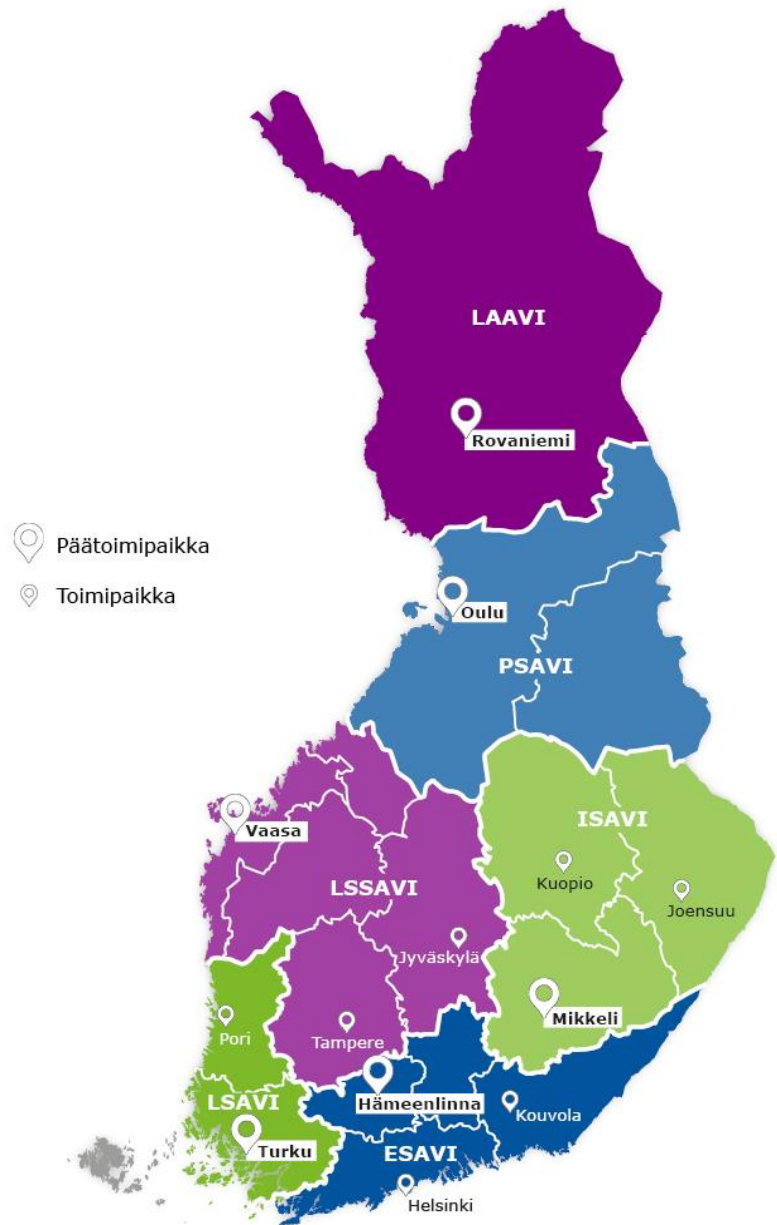 LAAVI
Rovaniemi
Päätoimipaikka
Toimipaikka
Oulu
PSAVI
Vaasa
ISAVI
Kuopio
Joensuu
LSSAVI
Jyväskylä
Mikkeli
Pori
Tampere
Hämeenlinna
Kouvola
LSAVI
Turku
ESAVI
Helsinki